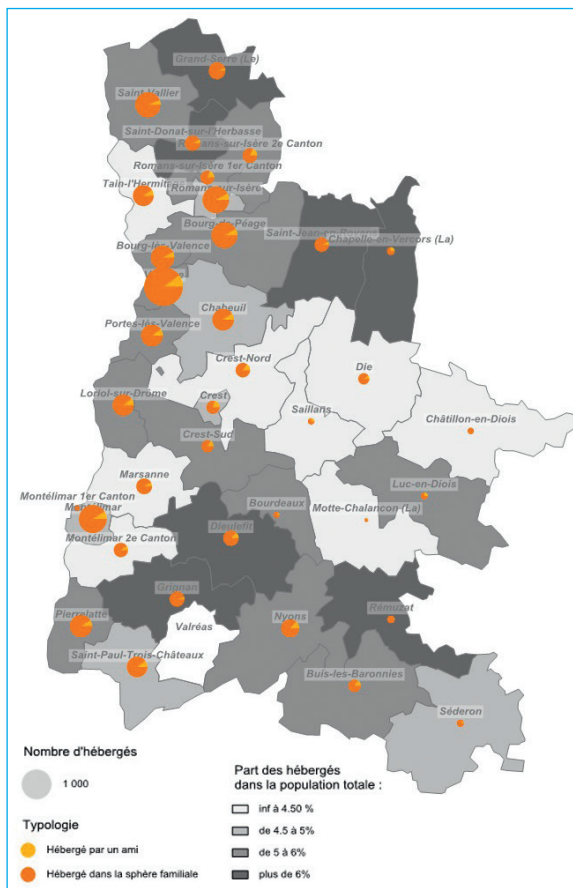 Grand-Serre (Le)
Saint-Vallier
Saint-Donat-sur-l'Herbasse
Romans-sur-Isère 2e Canton
Romans-sur-Isère 1er Canton
Tain-l'Hermitage
Romans-sur-Isère
Bourg-de-Péage
Saint-Jean-en-Royans
Chapelle-en-Vercors (La)
Bourg-lès-Valence
Chabeuil
Portes-lès-Valence
Crest-Nord
Die
Loriol-sur-Drôme
Crest
Saillans
Châtillon-en-Diois
Crest-Sud
Marsanne
Luc-en-Diois
Montélimar 1er Canton
Bourdeaux
Motte-Chalancon (La)
Montélimar
Dieulefit
Montélimar 2e Canton
Grignan
Rémuzat
Pierrelatte
Valréas
Nyons
Saint-Paul-Trois-Châteaux
Buis-les-Baronnies
Séderon
Nombre d'hébergés
1 000
Typologie
Hébergé par un ami
Hébergé dans la sphère familiale
Part des hébergés
dans la population totale :
inf à 4.50 %
de 4.5 à 5%
de 5 à 6%
plus de 6%